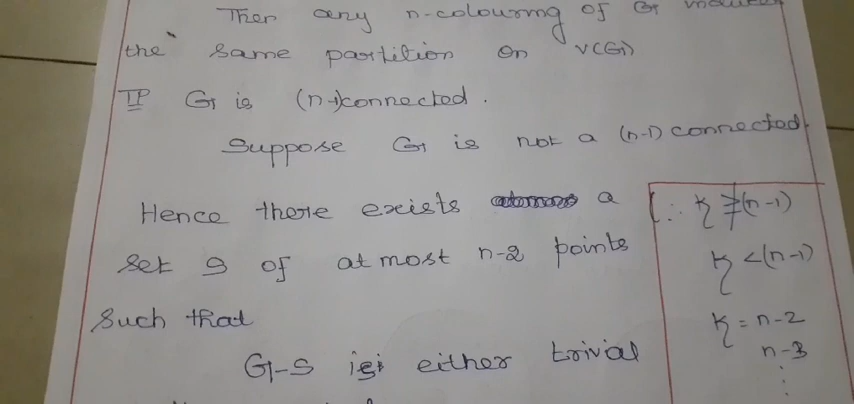 Then any n-colouring of G induces
the same partition on V(G)
TP G is (n-1)connected.
Suppose G is not a (n-1) connected.
Hence there exists a
set S of at most n-2 points
such that
G-S is either trivial
(∵ K ≱ (n-1)
K < (n-1)
K = n-2
n-3
⋮